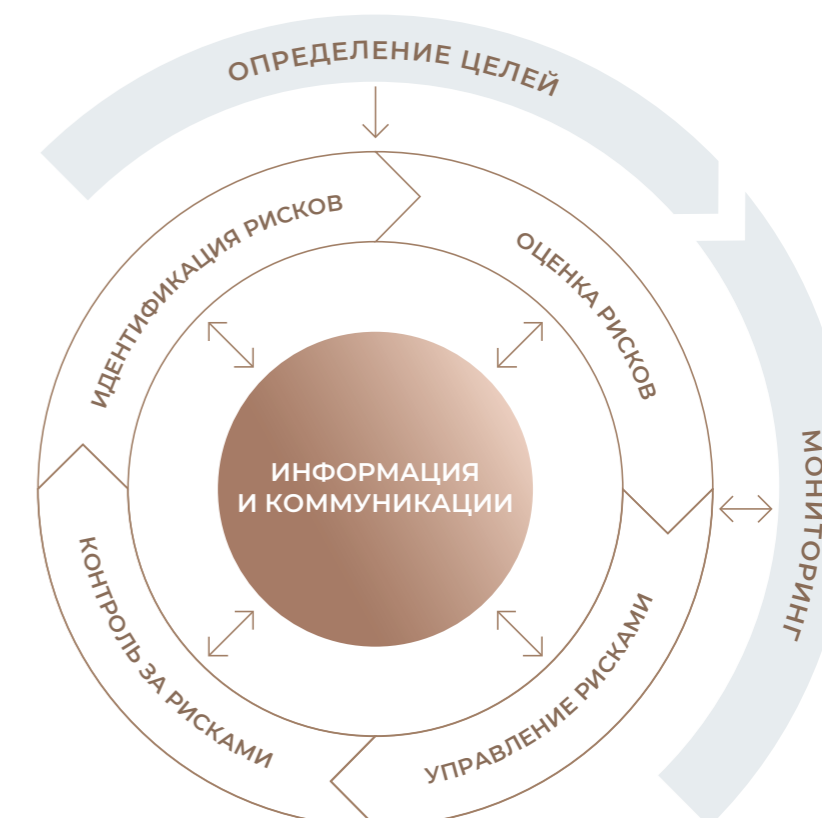 ОПРЕДЕЛЕНИЕ ЦЕЛЕЙ
ИДЕНТИФИКАЦИЯ РИСКОВ
ОЦЕНКА РИСКОВ
ИНФОРМАЦИЯ
И КОММУНИКАЦИИ
МОНИТОРИНГ
КОНТРОЛЬ ЗА РИСКАМИ
УПРАВЛЕНИЕ РИСКАМИ